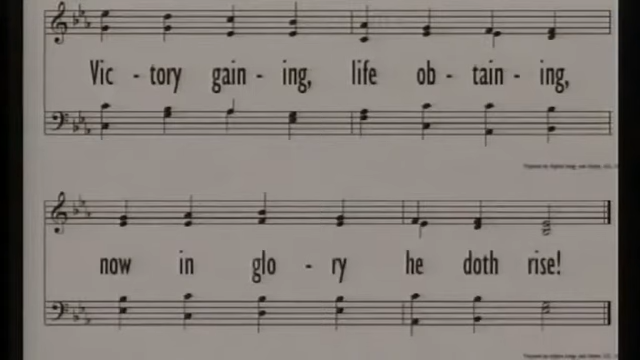 Vic - tory gain - ing, life ob - tain - ing,
now in glo - ry he doth rise!